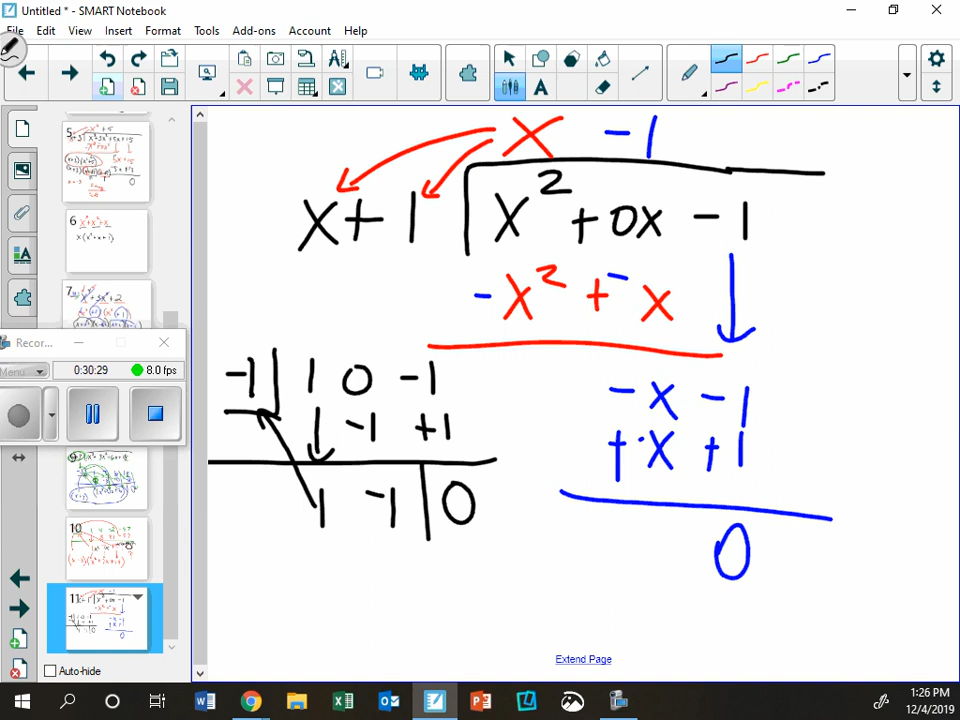 Untitled * - SMART Notebook
File Edit View Insert Format Tools Add-ons Account Help
x -1
x + 1 x² + 0x - 1
- x² + - x
- x - 1
+ x + 1
0
-1 1 0 -1
-1 +1
1 -1 0
5
6
7
Recor...
Menu
0:30:29 8.0 fps
9
10
11
Auto-hide
Extend Page
1:26 PM
12/4/2019